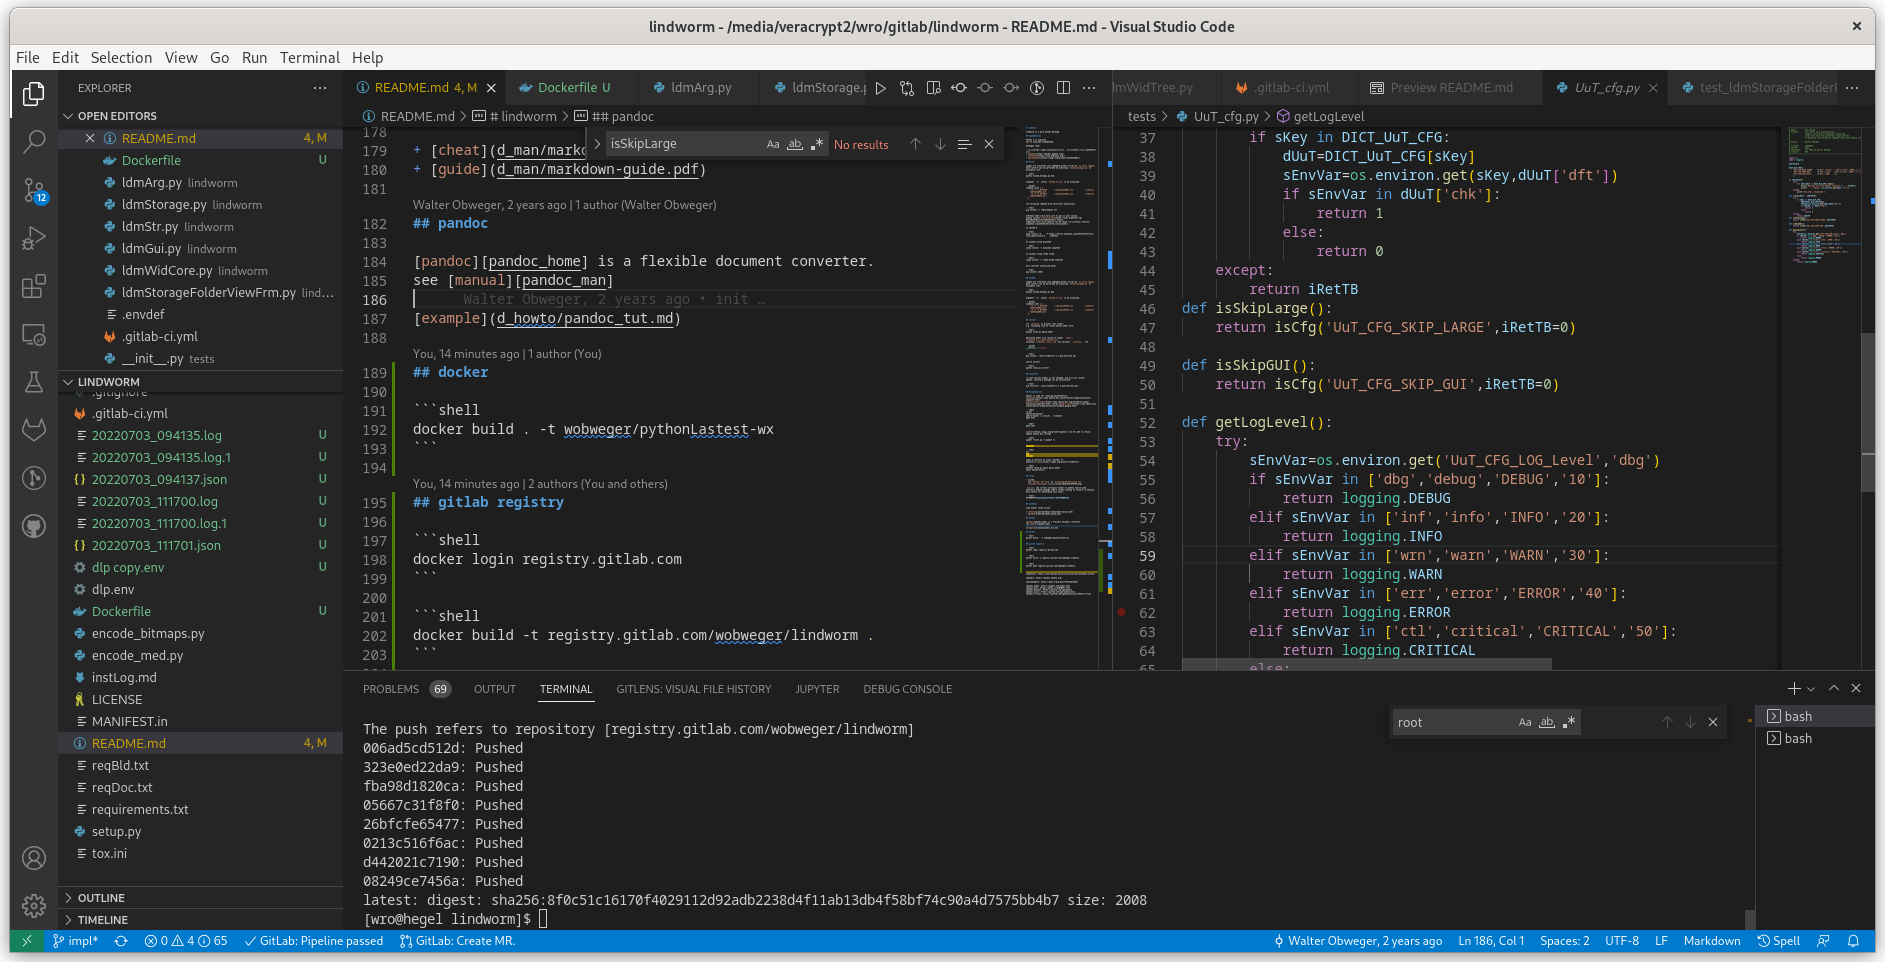 lindworm - /media/veracrypt2/wro/gitlab/lindworm - README.md - Visual Studio Code
File Edit Selection View Go Run Terminal Help
EXPLORER
OPEN EDITORS
README.md 4, M
Dockerfile U
ldmArg.py lindworm
ldmStorage.py lindworm
ldmStr.py lindworm
ldmGui.py lindworm
ldmWidCore.py lindworm
ldmStorageFolderViewFrm.py lind...
.envdef
.gitlab-ci.yml
__init__.py tests
LINDWORM
.gitignore
.gitlab-ci.yml
20220703_094135.log U
20220703_094135.log.1 U
20220703_094137.json U
20220703_111700.log U
20220703_111700.log.1 U
20220703_111701.json U
dlp copy.env U
dlp.env
Dockerfile U
encode_bitmaps.py
encode_med.py
instLog.md
LICENSE
MANIFEST.in
README.md 4, M
reqBld.txt
reqDoc.txt
requirements.txt
setup.py
tox.ini
OUTLINE
TIMELINE
12
README.md 4, M Dockerfile U ldmArg.py ldmStorage.p
README.md > # lindworm > ## pandoc
isSkipLarge Aa ab No results
178
179 + [cheat](d_man/markd
180 + [guide](d_man/markdown-guide.pdf)
181
Walter Obweger, 2 years ago | 1 author (Walter Obweger)
182 ## pandoc
183
184 [pandoc][pandoc_home] is a flexible document converter.
185 see [manual][pandoc_man]
186 Walter Obweger, 2 years ago • init …
187 [example](d_howto/pandoc_tut.md)
188
You, 14 minutes ago | 1 author (You)
189 ## docker
190
191 ```shell
192 docker build . -t wobweger/pythonLastest-wx
193 ```
194
You, 14 minutes ago | 2 authors (You and others)
195 ## gitlab registry
196
197 ```shell
198 docker login registry.gitlab.com
199 ```
200
201 ```shell
202 docker build -t registry.gitlab.com/wobweger/lindworm .
203 ```
lmWidTree.py .gitlab-ci.yml Preview README.md UuT_cfg.py test_ldmStorageFolderI
tests > UuT_cfg.py > getLogLevel
37 if sKey in DICT_UuT_CFG:
38 dUuT=DICT_UuT_CFG[sKey]
39 sEnvVar=os.environ.get(sKey,dUuT['dft'])
40 if sEnvVar in dUuT['chk']:
41 return 1
42 else:
43 return 0
44 except:
45 return iRetTB
46 def isSkipLarge():
47 return isCfg('UuT_CFG_SKIP_LARGE',iRetTB=0)
48
49 def isSkipGUI():
50 return isCfg('UuT_CFG_SKIP_GUI',iRetTB=0)
51
52 def getLogLevel():
53 try:
54 sEnvVar=os.environ.get('UuT_CFG_LOG_Level','dbg')
55 if sEnvVar in ['dbg','debug','DEBUG','10']:
56 return logging.DEBUG
57 elif sEnvVar in ['inf','info','INFO','20']:
58 return logging.INFO
59 elif sEnvVar in ['wrn','warn','WARN','30']:
60 return logging.WARN
61 elif sEnvVar in ['err','error','ERROR','40']:
62 return logging.ERROR
63 elif sEnvVar in ['ctl','critical','CRITICAL','50']:
64 return logging.CRITICAL
65 else:
PROBLEMS 69 OUTPUT TERMINAL GITLENS: VISUAL FILE HISTORY JUPYTER DEBUG CONSOLE
root Aa ab
bash
bash
The push refers to repository [registry.gitlab.com/wobweger/lindworm]
006ad5cd512d: Pushed
323e0ed22da9: Pushed
fba98d1820ca: Pushed
05667c31f8f0: Pushed
26bfcfe65477: Pushed
0213c516f6ac: Pushed
d442021c7190: Pushed
08249ce7456a: Pushed
latest: digest: sha256:8f0c51c16170f4029112d92adb2238d4f11ab13db4f58bf74c90a4d7575bb4b7 size: 2008
[wro@hegel lindworm]$
impl* 0 4 65 GitLab: Pipeline passed GitLab: Create MR. Walter Obweger, 2 years ago Ln 186, Col 1 Spaces: 2 UTF-8 LF Markdown Spell